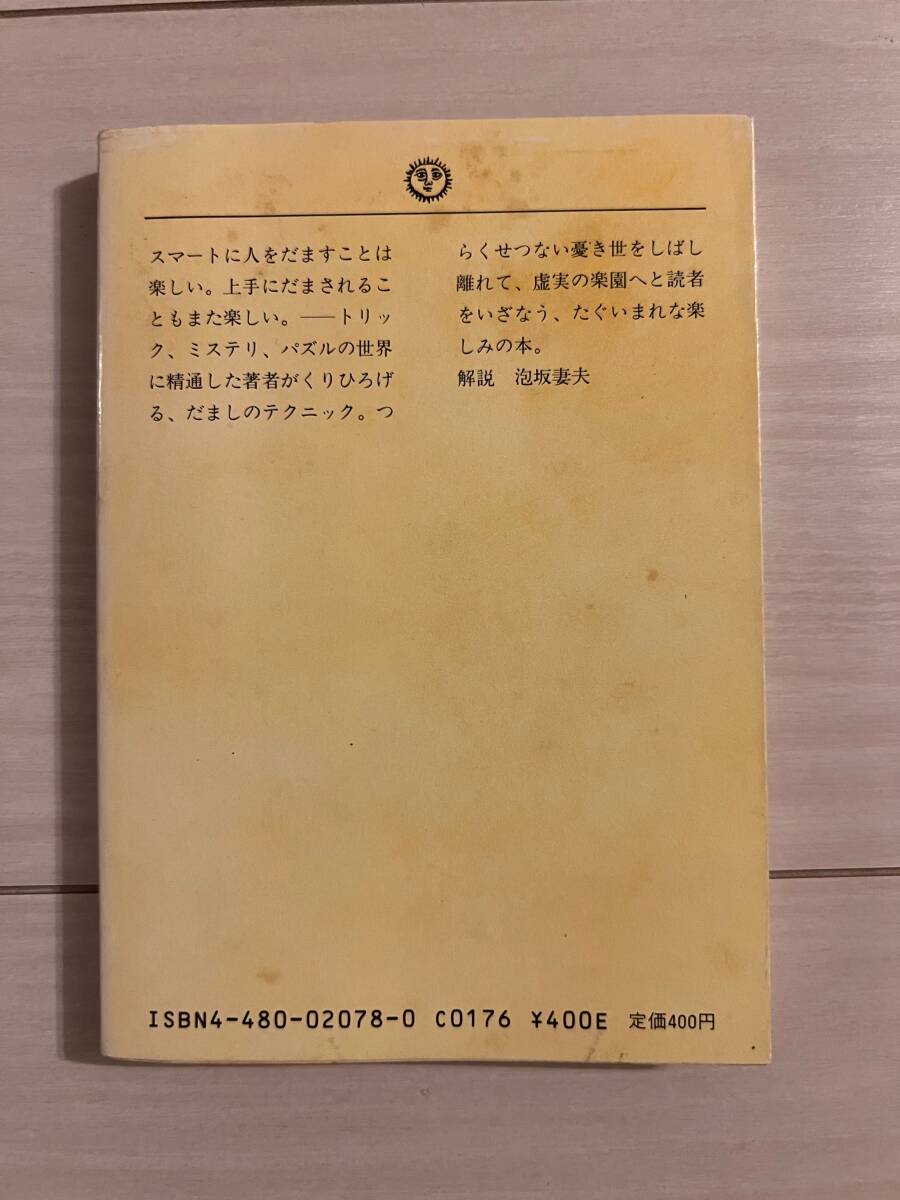 スマートに人をだますことは
楽しい。上手にだまされるこ
ともまた楽しい。――トリッ
ク、ミステリ、パズルの世界
に精通した著者がくりひろげ
る、だましのテクニック。つ
らくせつない憂き世をしばし
離れて、虚実の楽園へと読者
をいざなう、たぐいまれな楽
しみの本。
解説　泡坂妻夫
ISBN4-480-02078-0 C0176 ¥400E 定価400円